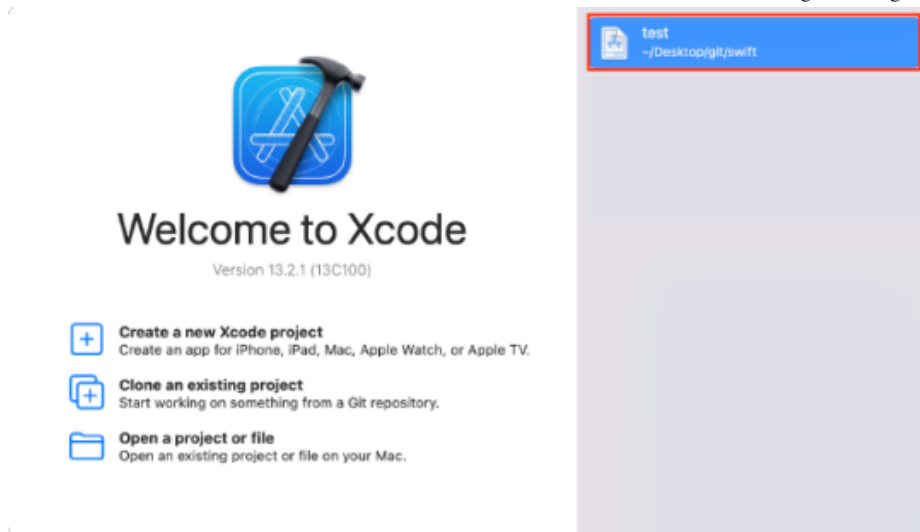 test
~/Desktop/git/swift
Welcome to Xcode
Version 13.2.1 (13C100)
Create a new Xcode project
Create an app for iPhone, iPad, Mac, Apple Watch, or Apple TV.
Clone an existing project
Start working on something from a Git repository.
Open a project or file
Open an existing project or file on your Mac.